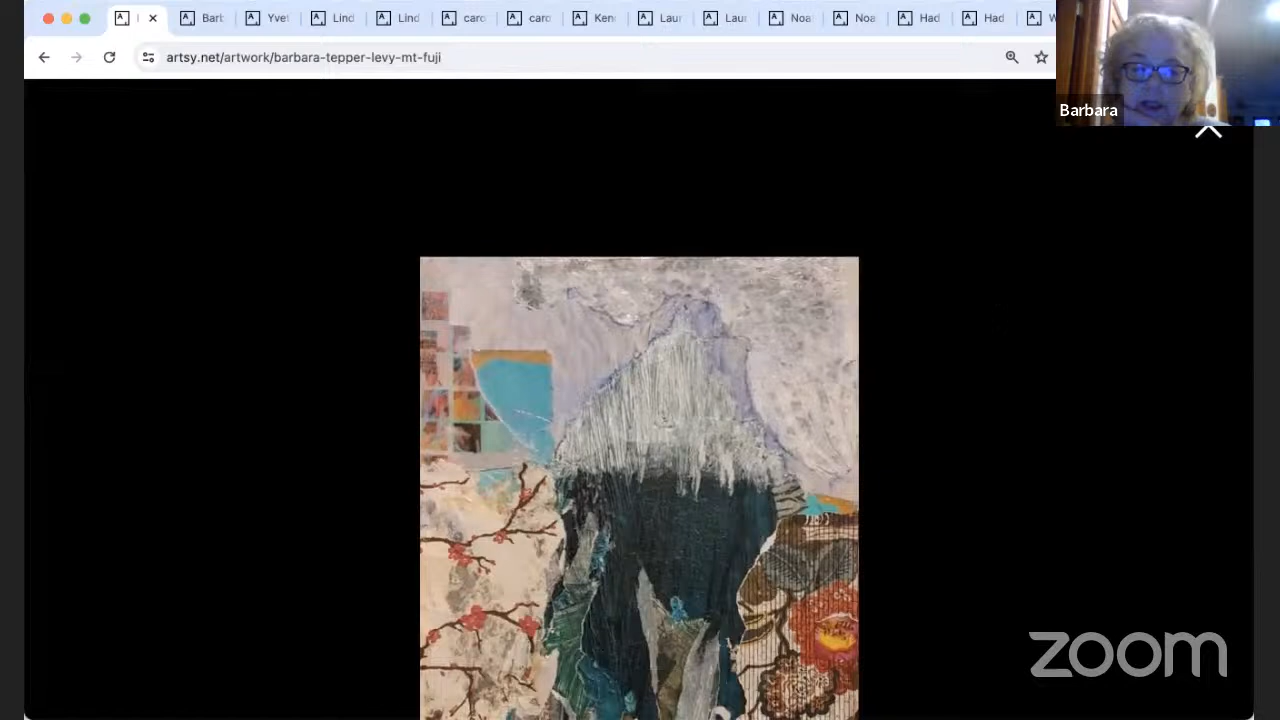 Barb Yvet Lind Lind caro caro Ken Laur Laur Noa Noa Had Had
artsy.net/artwork/barbara-tepper-levy-mt-fuji
Barbara
zoom